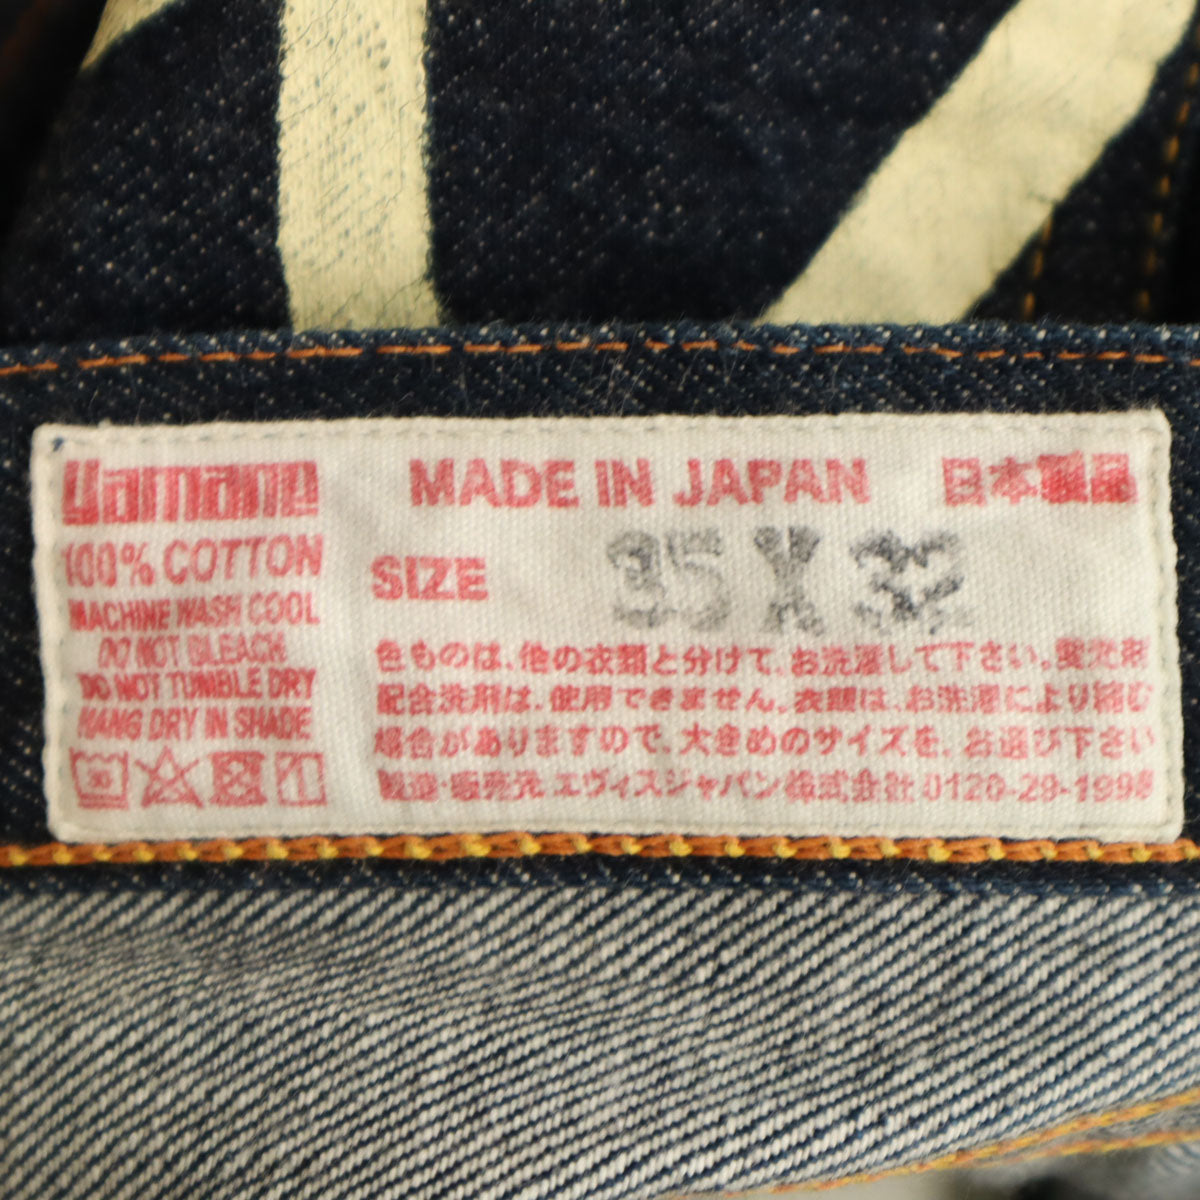 yamane
100% COTTON
MACHINE WASH COOL
DO NOT BLEACH
DO NOT TUMBLE DRY
HANG DRY IN SHADE
30
MADE IN JAPAN 日本製品
SIZE 35 X
色ものは、他の衣類と分けて、お洗濯して下さい。蛍光剤
配合洗剤は、使用できません。衣類は、お洗濯により縮む
場合がありますので、大きめのサイズを、お選び下さい
製造・販売元 エヴィスジャパン株式会社 0120-29-1998